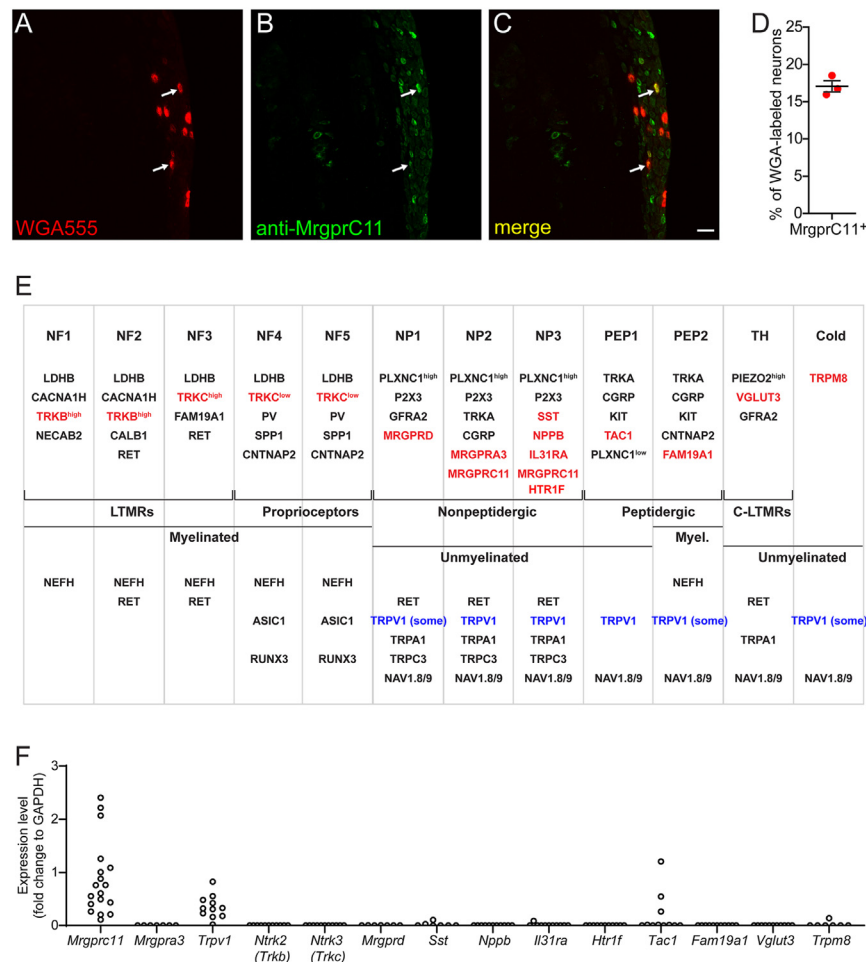 A
B
C
D
WGA555
anti-MrgprC11
merge
% of WGA-labeled neurons
25
20
15
10
5
0
MrgprC11⁺
E
NF1 NF2 NF3 NF4 NF5 NP1 NP2 NP3 PEP1 PEP2 TH Cold
LDHB LDHB LDHB LDHB LDHB PLXNC1ʰⁱᵍʰ PLXNC1ʰⁱᵍʰ PLXNC1ʰⁱᵍʰ TRKA TRKA PIEZO2ʰⁱᵍʰ TRPM8
CACNA1H CACNA1H TRKCʰⁱᵍʰ TRKCˡᵒʷ TRKCˡᵒʷ P2X3 P2X3 P2X3 CGRP CGRP VGLUT3
TRKBʰⁱᵍʰ TRKBʰⁱᵍʰ FAM19A1 PV PV GFRA2 TRKA SST KIT KIT GFRA2
NECAB2 CALB1 RET SPP1 SPP1 MRGPRD CGRP NPPB TAC1 CNTNAP2
RET CNTNAP2 CNTNAP2 MRGPRA3 IL31RA PLXNC1ˡᵒʷ FAM19A1
MRGPRC11 MRGPRC11
HTR1F
LTMRs Proprioceptors Nonpeptidergic Peptidergic C-LTMRs
Myelinated Myel.
Unmyelinated Unmyelinated
NEFH NEFH NEFH NEFH NEFH NEFH
RET RET RET RET RET RET
ASIC1 ASIC1 TRPV1 (some) TRPV1 TRPV1 TRPV1 TRPV1 (some) TRPV1 (some)
TRPA1 TRPA1 TRPA1 TRPA1
RUNX3 RUNX3 TRPC3 TRPC3 TRPC3
NAV1.8/9 NAV1.8/9 NAV1.8/9 NAV1.8/9 NAV1.8/9 NAV1.8/9 NAV1.8/9
F
Expression level
(fold change to GAPDH)
3
2
1
0
Mrgprc11 Mrgpra3 Trpv1 Ntrk2 Ntrk3 Mrgprd Sst Nppb Il31ra Htr1f Tac1 Fam19a1 Vglut3 Trpm8
(Trkb) (Trkc)